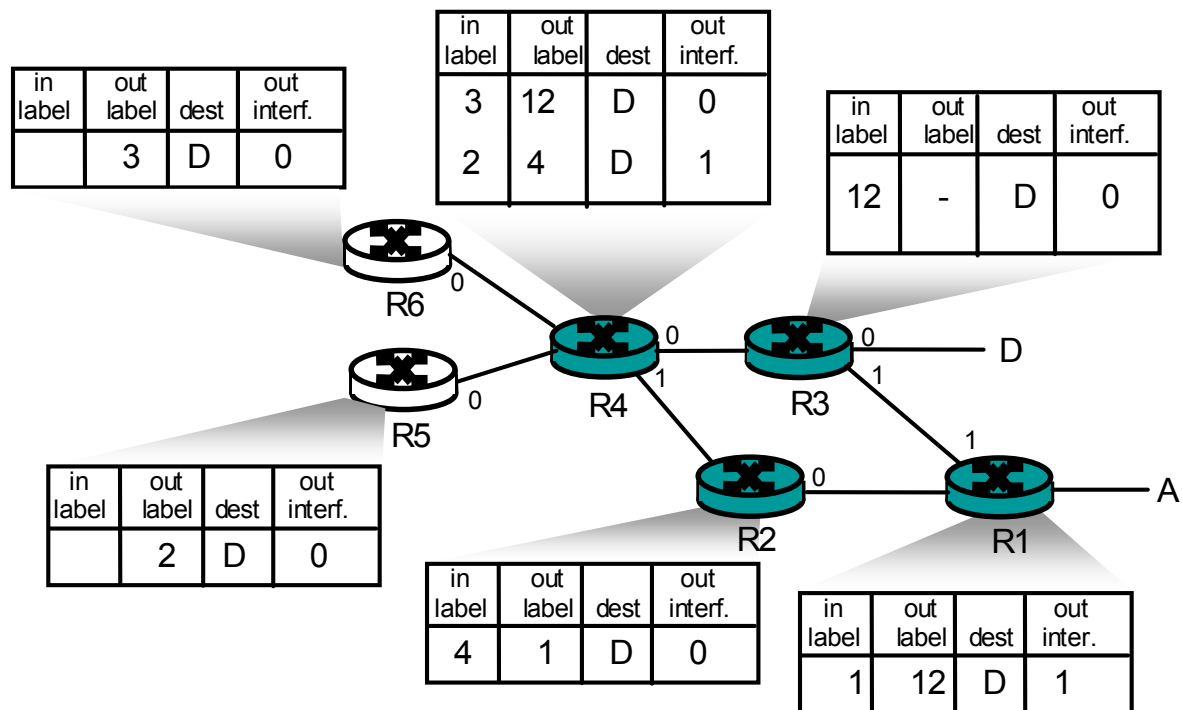 in label out label dest out interf.
3 12 D 0
2 4 D 1
in label out label dest out interf.
3 D 0
in label out label dest out interf.
12 - D 0
R6 0
R5 0
R4 0 1
R3 0 1
D
R2 0
R1 1
A
in label out label dest out interf.
2 D 0
in label out label dest out interf.
4 1 D 0
in label out label dest out inter.
1 12 D 1